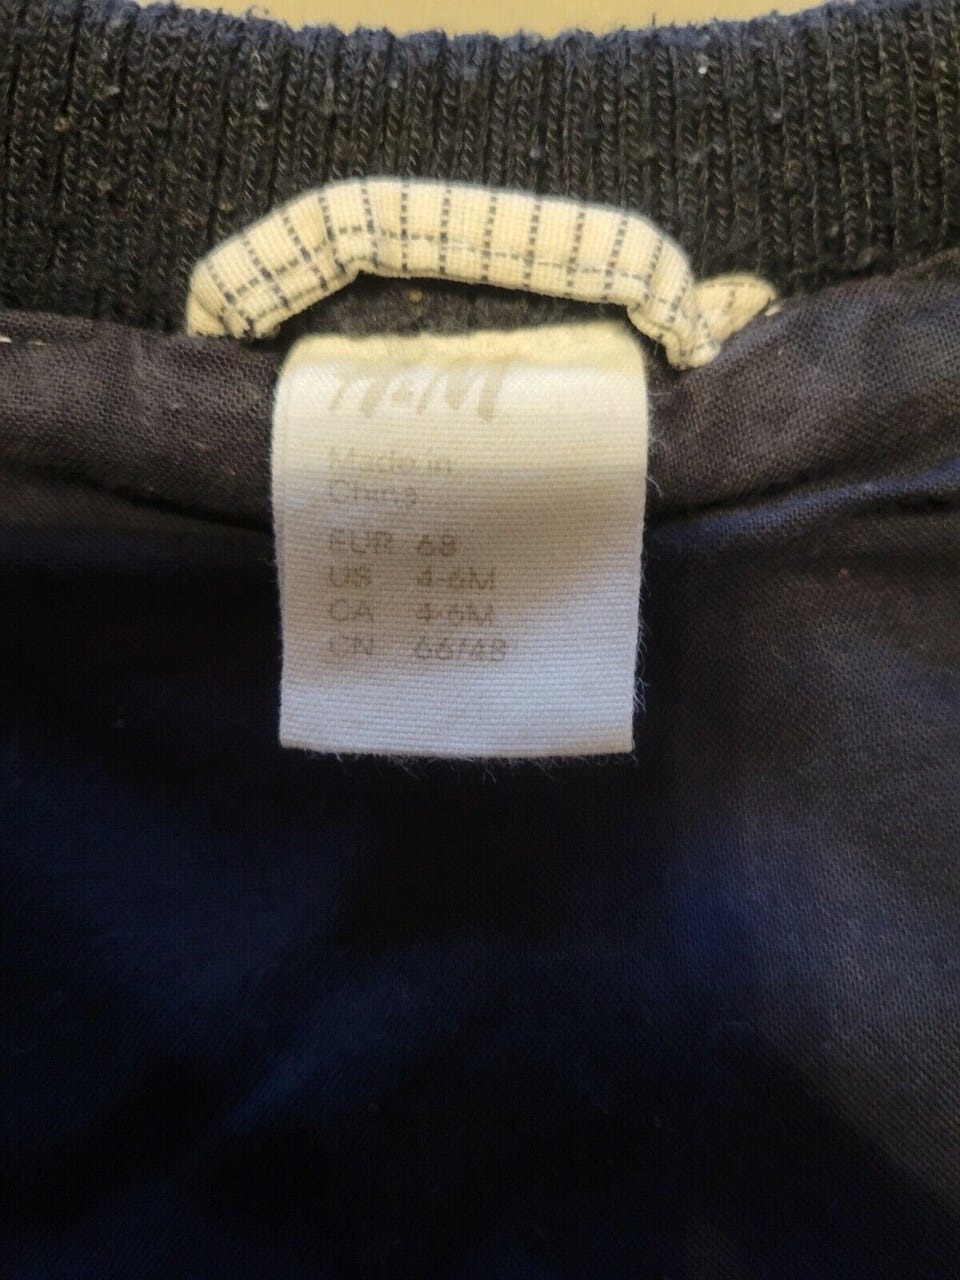 H&M
Made in
China
EUR 68
US 4-6M
CA 4-6M
CN 66/48